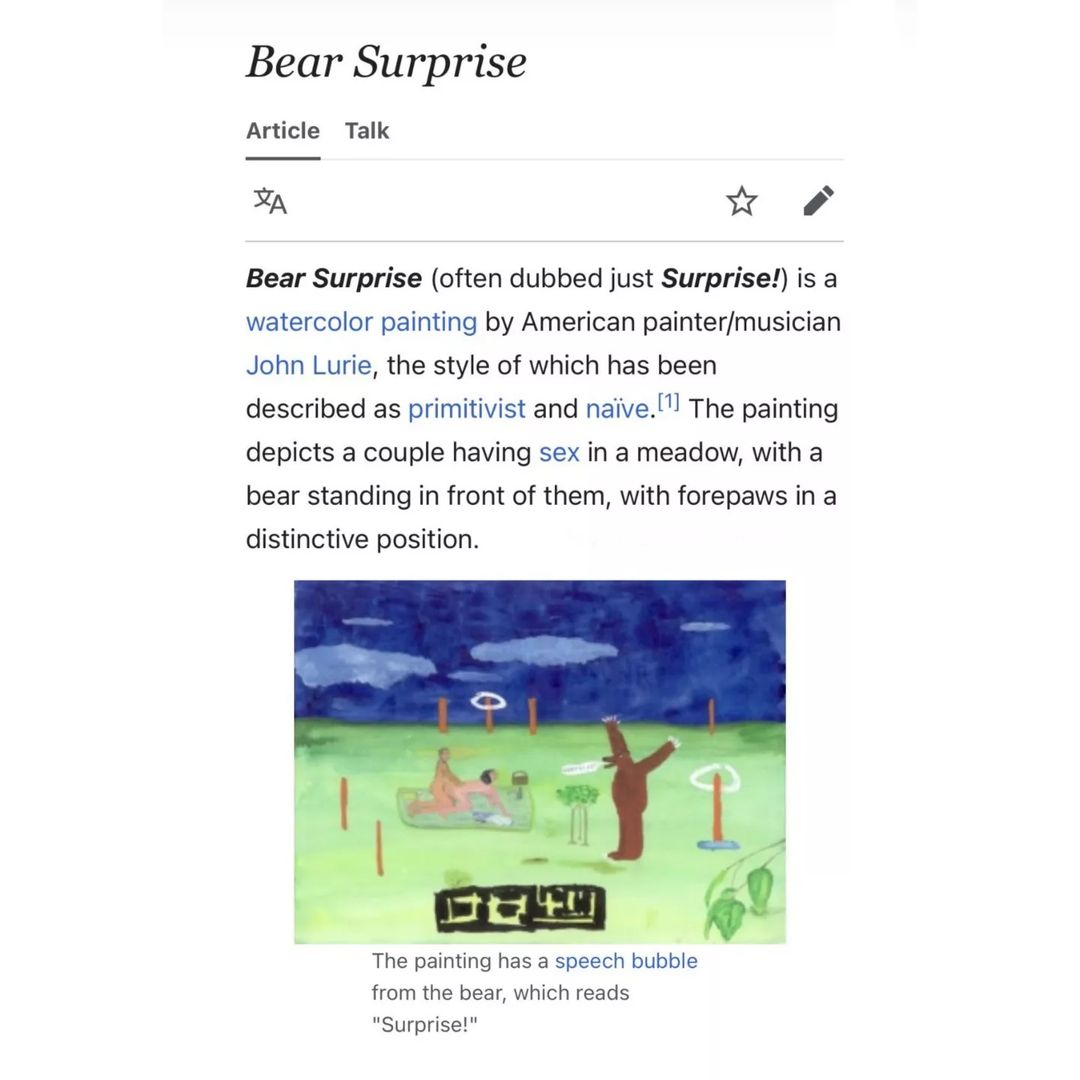 Bear Surprise
Article Talk
Bear Surprise (often dubbed just Surprise!) is a
watercolor painting by American painter/musician
John Lurie, the style of which has been
described as primitivist and naïve.[1] The painting
depicts a couple having sex in a meadow, with a
bear standing in front of them, with forepaws in a
distinctive position.
The painting has a speech bubble
from the bear, which reads
"Surprise!"